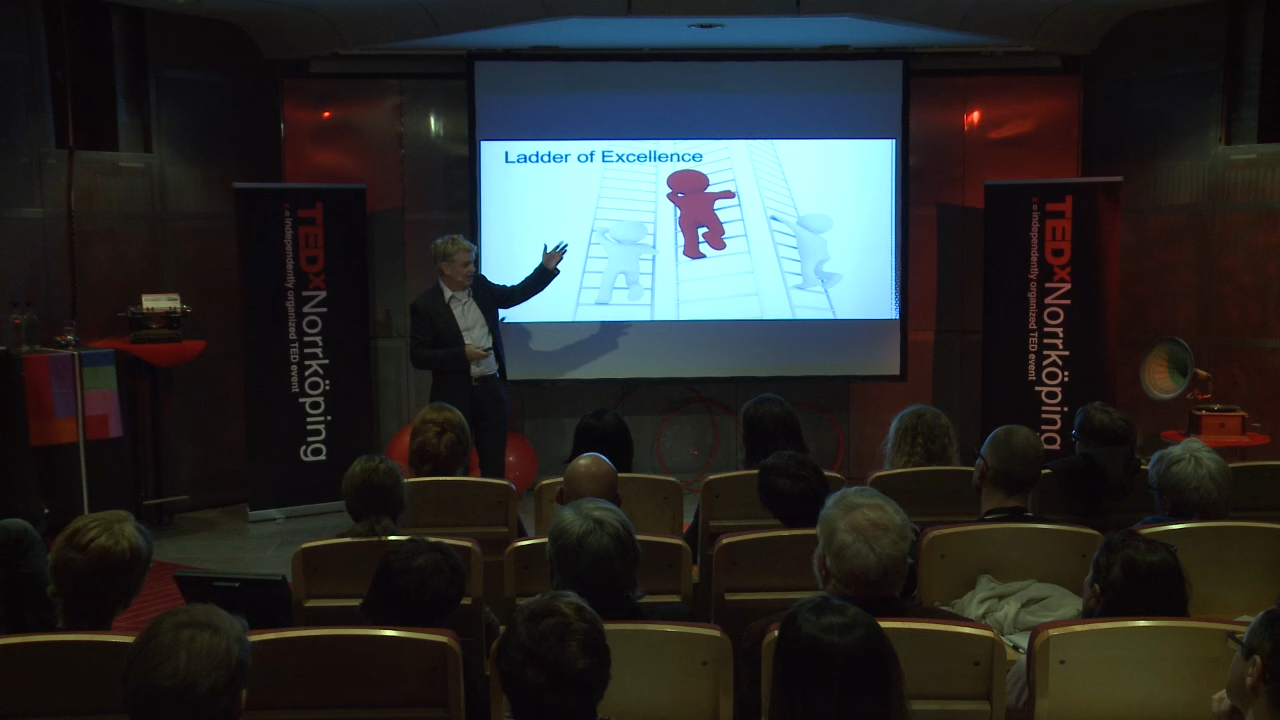 Ladder of Excellence
TEDxNorrköping
x = independently organized TED event
TEDxNorrköping
x = independently organized TED event